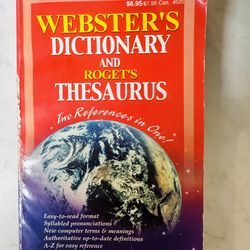 $6.95/$7.95 Can. #520
WEBSTER'S
DICTIONARY
AND
ROGET'S
THESAURUS
Two References in One!
Easy-to-read format
Syllabled pronunciations
New computer terms & meanings
Authoritative up-to-date definitions
A-Z for easy reference